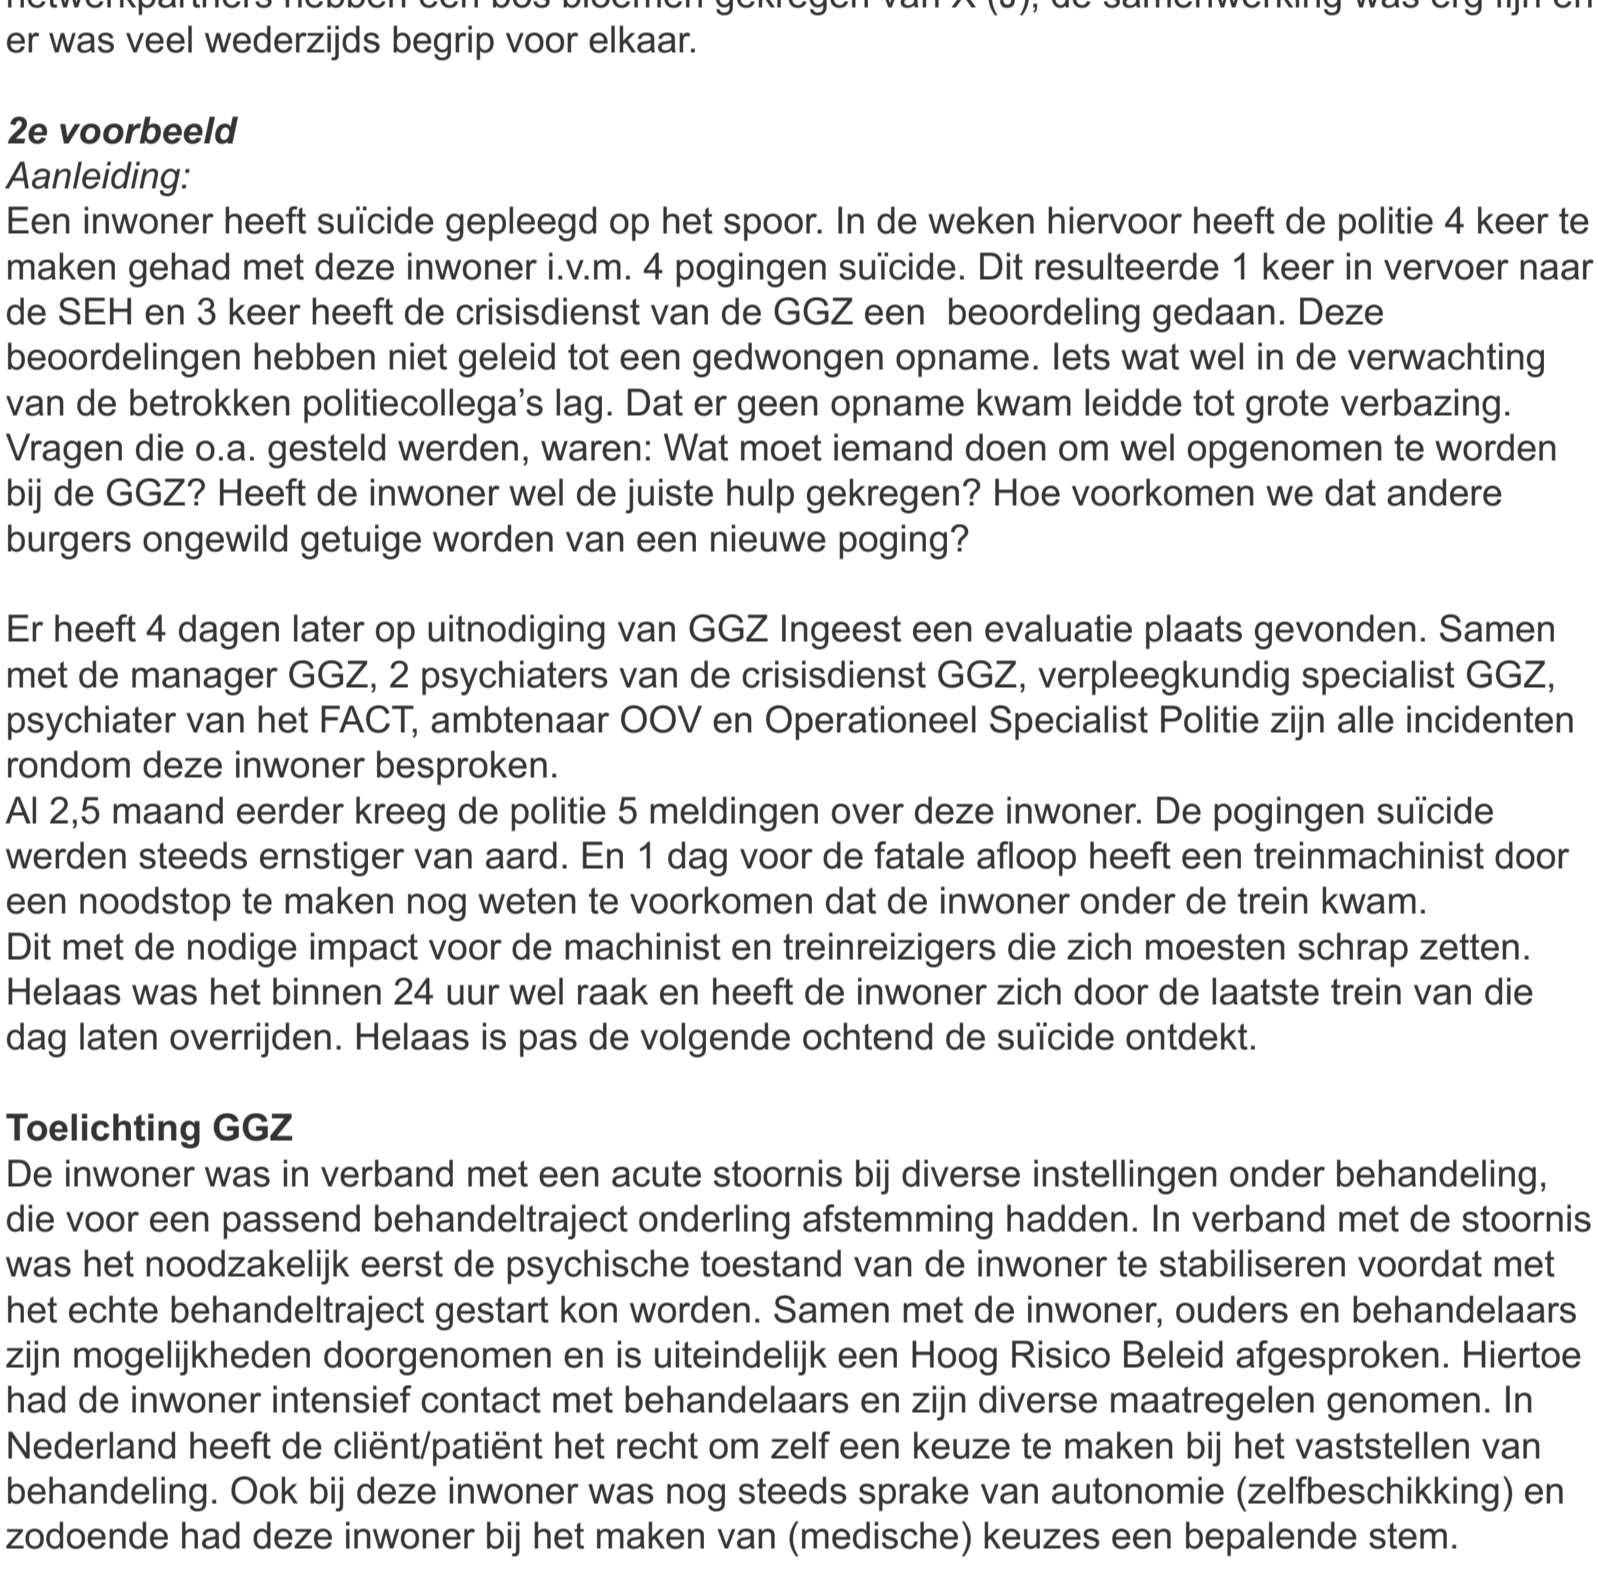 er was veel wederzijds begrip voor elkaar.
2e voorbeeld
Aanleiding:
Een inwoner heeft suïcide gepleegd op het spoor. In de weken hiervoor heeft de politie 4 keer te
maken gehad met deze inwoner i.v.m. 4 pogingen suïcide. Dit resulteerde 1 keer in vervoer naar
de SEH en 3 keer heeft de crisisdienst van de GGZ een  beoordeling gedaan. Deze
beoordelingen hebben niet geleid tot een gedwongen opname. Iets wat wel in de verwachting
van de betrokken politiecollega’s lag. Dat er geen opname kwam leidde tot grote verbazing.
Vragen die o.a. gesteld werden, waren: Wat moet iemand doen om wel opgenomen te worden
bij de GGZ? Heeft de inwoner wel de juiste hulp gekregen? Hoe voorkomen we dat andere
burgers ongewild getuige worden van een nieuwe poging?
Er heeft 4 dagen later op uitnodiging van GGZ Ingeest een evaluatie plaats gevonden. Samen
met de manager GGZ, 2 psychiaters van de crisisdienst GGZ, verpleegkundig specialist GGZ,
psychiater van het FACT, ambtenaar OOV en Operationeel Specialist Politie zijn alle incidenten
rondom deze inwoner besproken.
Al 2,5 maand eerder kreeg de politie 5 meldingen over deze inwoner. De pogingen suïcide
werden steeds ernstiger van aard. En 1 dag voor de fatale afloop heeft een treinmachinist door
een noodstop te maken nog weten te voorkomen dat de inwoner onder de trein kwam.
Dit met de nodige impact voor de machinist en treinreizigers die zich moesten schrap zetten.
Helaas was het binnen 24 uur wel raak en heeft de inwoner zich door de laatste trein van die
dag laten overrijden. Helaas is pas de volgende ochtend de suïcide ontdekt.
Toelichting GGZ
De inwoner was in verband met een acute stoornis bij diverse instellingen onder behandeling,
die voor een passend behandeltraject onderling afstemming hadden. In verband met de stoornis
was het noodzakelijk eerst de psychische toestand van de inwoner te stabiliseren voordat met
het echte behandeltraject gestart kon worden. Samen met de inwoner, ouders en behandelaars
zijn mogelijkheden doorgenomen en is uiteindelijk een Hoog Risico Beleid afgesproken. Hiertoe
had de inwoner intensief contact met behandelaars en zijn diverse maatregelen genomen. In
Nederland heeft de cliënt/patiënt het recht om zelf een keuze te maken bij het vaststellen van
behandeling. Ook bij deze inwoner was nog steeds sprake van autonomie (zelfbeschikking) en
zodoende had deze inwoner bij het maken van (medische) keuzes een bepalende stem.